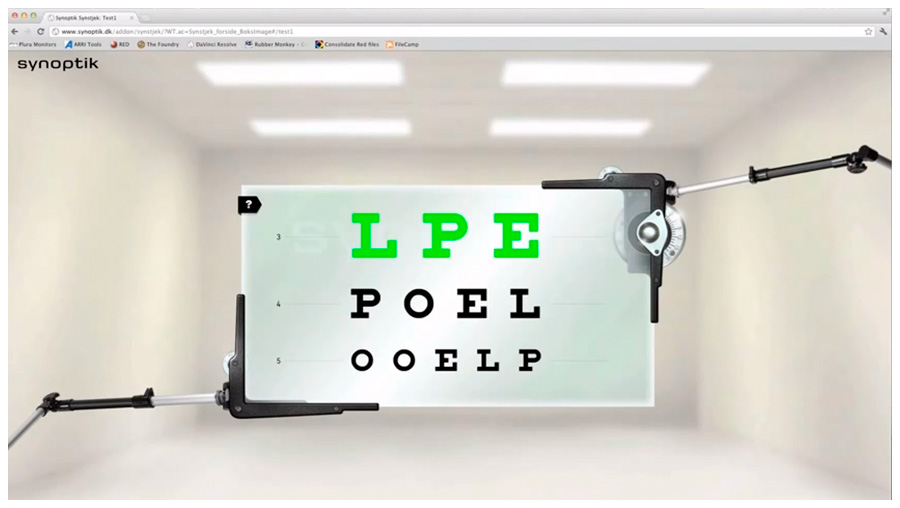 Synoptik Synstjek: Test1
www.synoptik.dk/addon/synstjek/?WT.ac=Synstjek_forside_Boksimage#/test1
Plura Monitors ARRI Tools RED The Foundry DaVinci Resolve Rubber Monkey - Consolidate Red files FileCamp
synoptik
?
3 LPE
4 POEL
5 OOELP